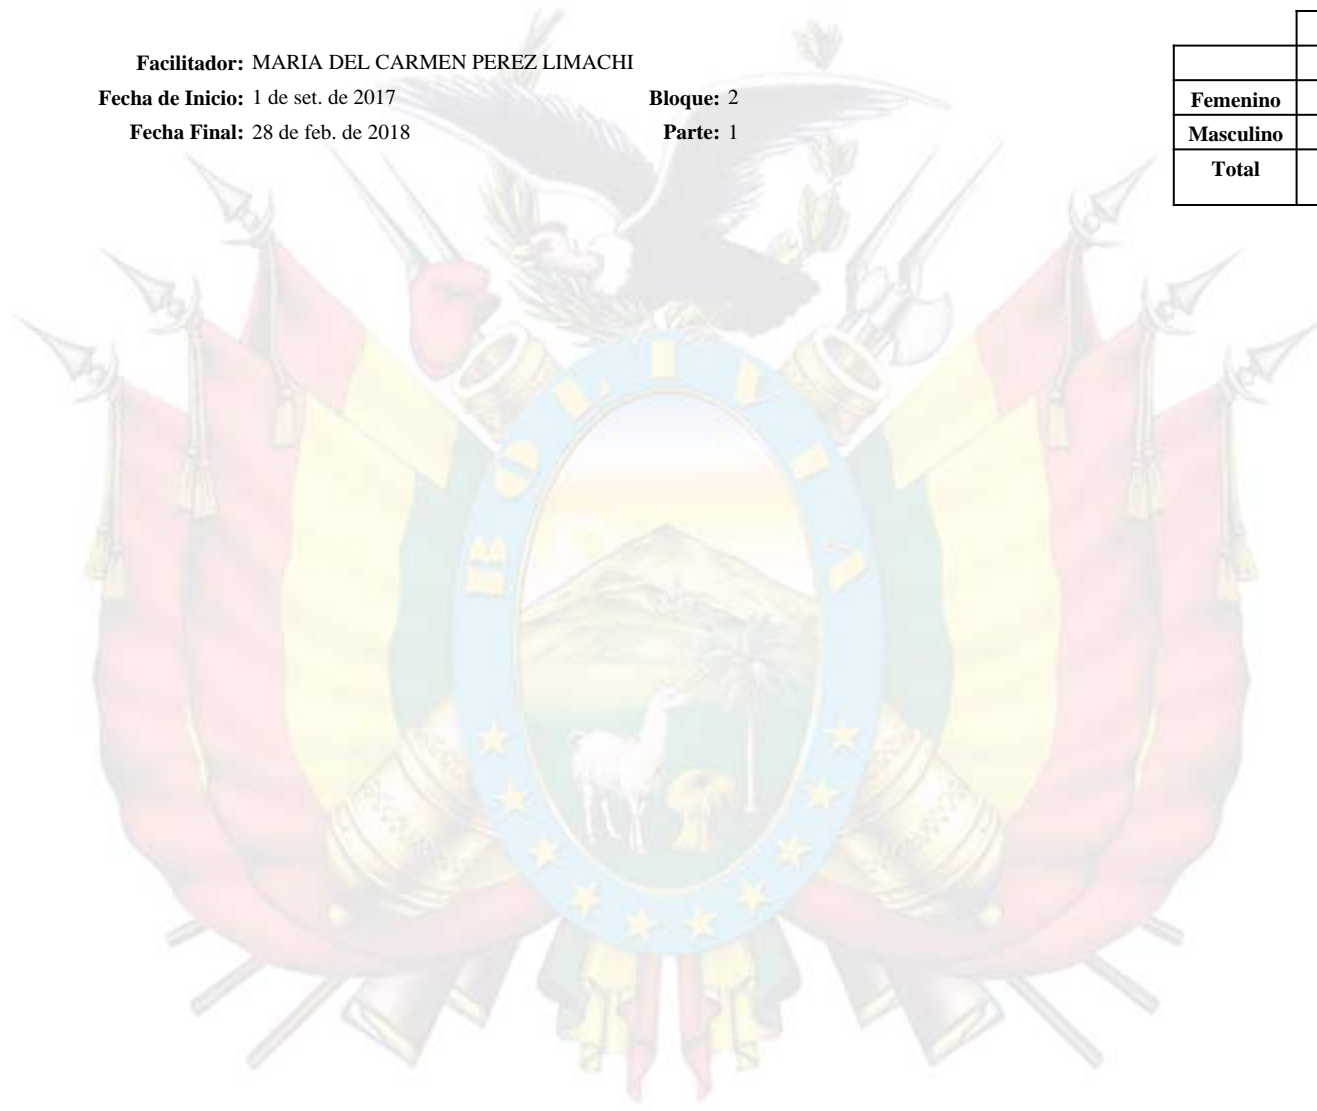 Facilitador: MARIA DEL CARMEN PEREZ LIMACHI
Fecha de Inicio: 1 de set. de 2017 Bloque: 2
Fecha Final: 28 de feb. de 2018 Parte: 1
Femenino
Masculino
Total
BOLIVIA